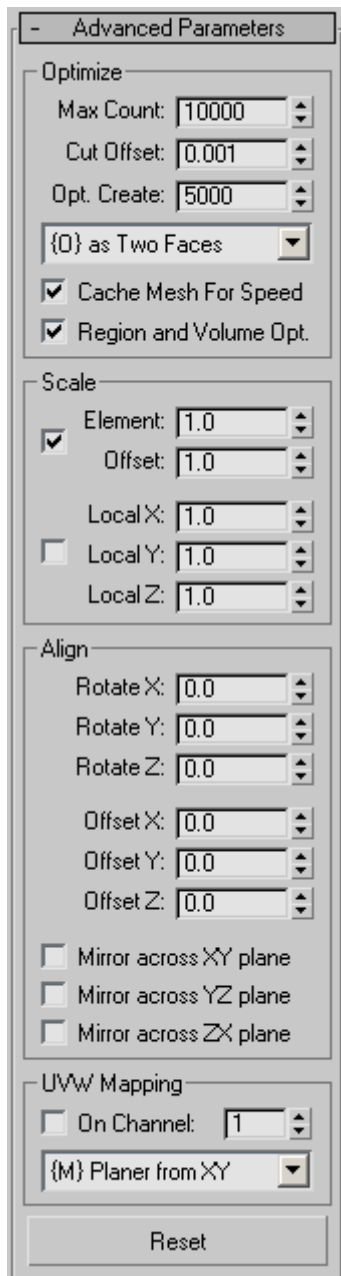 - Advanced Parameters
Optimize
Max Count: 10000
Cut Offset: 0.001
Opt. Create: 5000
{O} as Two Faces
Cache Mesh For Speed
Region and Volume Opt.
Scale
Element: 1.0
Offset: 1.0
Local X: 1.0
Local Y: 1.0
Local Z: 1.0
Align
Rotate X: 0.0
Rotate Y: 0.0
Rotate Z: 0.0
Offset X: 0.0
Offset Y: 0.0
Offset Z: 0.0
Mirror across XY plane
Mirror across YZ plane
Mirror across ZX plane
UVW Mapping
On Channel: 1
{M} Planer from XY
Reset